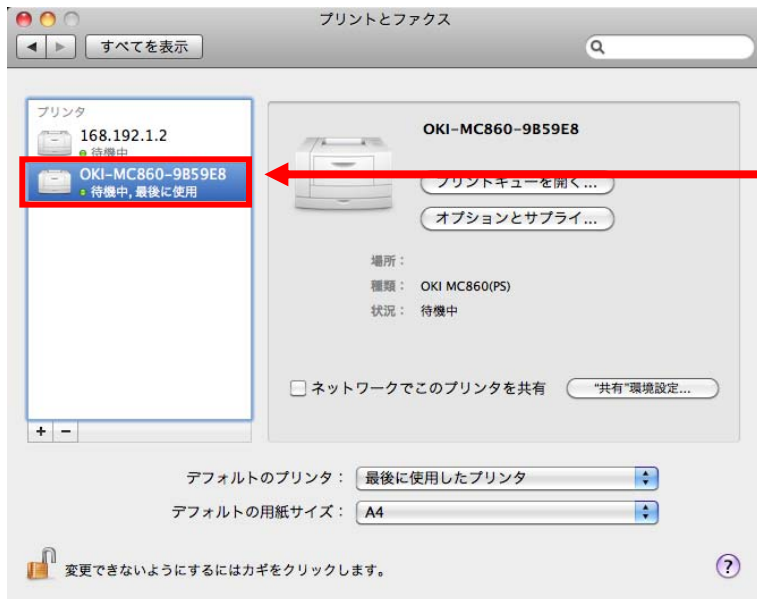 プリントとファクス
すべてを表示
プリンタ
168.192.1.2
待機中
OKI-MC860-9B59E8
待機中, 最後に使用
OKI-MC860-9B59E8
プリントキューを開く...
オプションとサプライ...
場所：
種類： OKI MC860(PS)
状況： 待機中
ネットワークでこのプリンタを共有
"共有"環境設定...
+ −
デフォルトのプリンタ： 最後に使用したプリンタ
デフォルトの用紙サイズ： A4
変更できないようにするにはカギをクリックします。
?